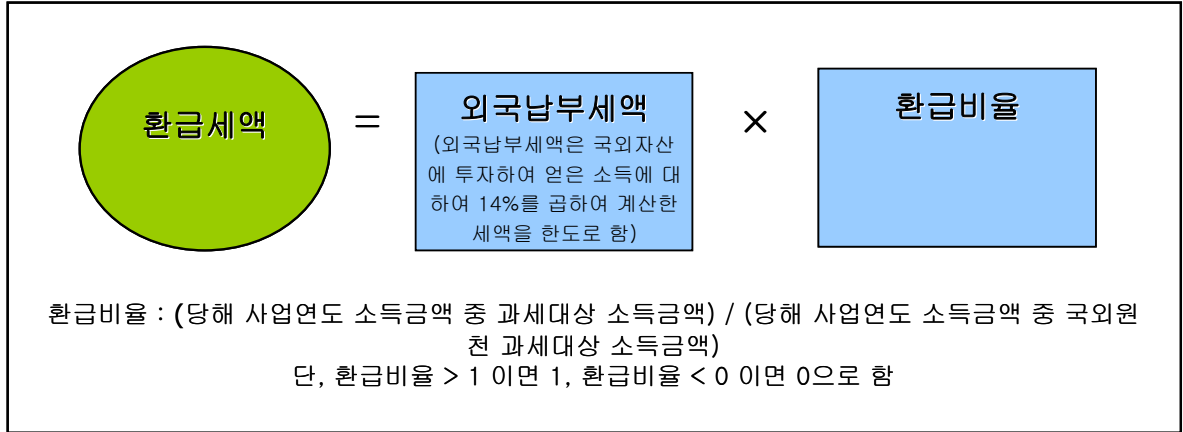 환급세액
=
외국납부세액
(외국납부세액은 국외자산
에 투자하여 얻은 소득에 대
하여 14%를 곱하여 계산한
세액을 한도로 함)
×
환급비율
환급비율 : (당해 사업연도 소득금액 중 과세대상 소득금액) / (당해 사업연도 소득금액 중 국외원
천 과세대상 소득금액)
단, 환급비율 > 1 이면 1, 환급비율 < 0 이면 0으로 함